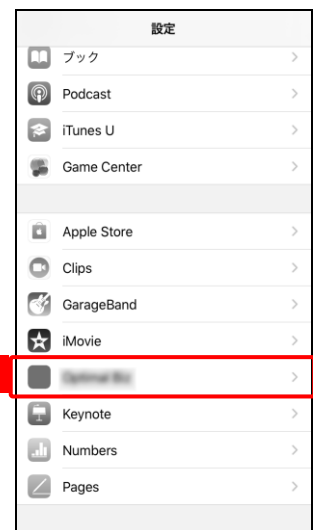 設定
ブック
Podcast
iTunes U
Game Center
Apple Store
Clips
GarageBand
iMovie
Keynote
Numbers
Pages